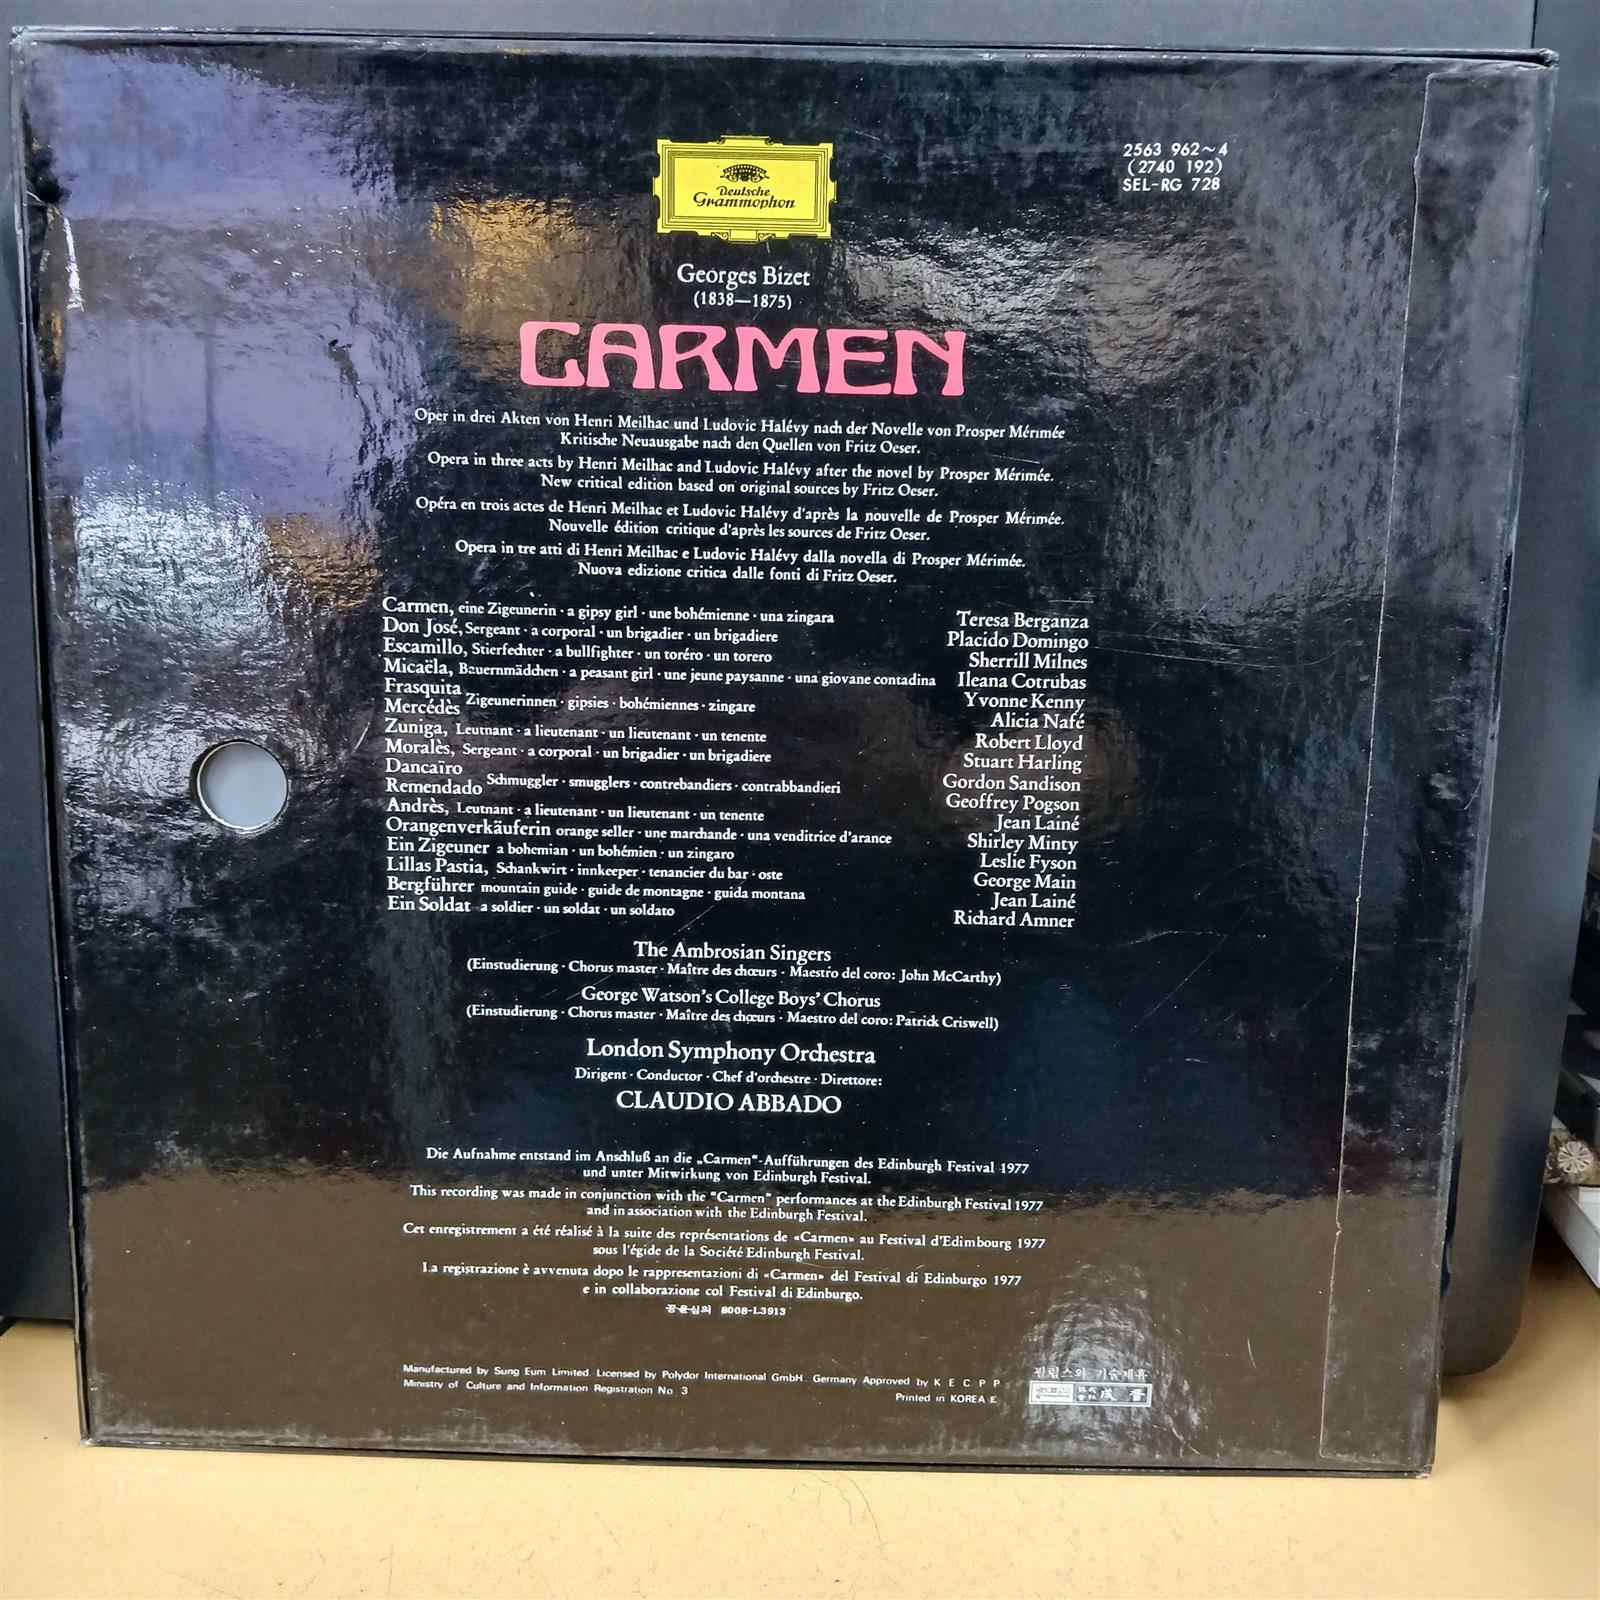 2563 962~4
(2740 192)
SEL-RG 728
Deutsche
Grammophon
Georges Bizet
(1838—1875)
CARMEN
Oper in drei Akten von Henri Meilhac und Ludovic Halévy nach der Novelle von Prosper Mérimée
Kritische Neuausgabe nach den Quellen von Fritz Oeser.
Opera in three acts by Henri Meilhac and Ludovic Halévy after the novel by Prosper Mérimée.
New critical edition based on original sources by Fritz Oeser.
Opéra en trois actes de Henri Meilhac et Ludovic Halévy d'après la nouvelle de Prosper Mérimée.
Nouvelle édition critique d'après les sources de Fritz Oeser.
Opera in tre atti di Henri Meilhac e Ludovic Halévy dalla novella di Prosper Mérimée.
Nuova edizione critica dalle fonti di Fritz Oeser.
Carmen, eine Zigeunerin · a gipsy girl · une bohémienne · una zingara Teresa Berganza
Don José, Sergeant · a corporal · un brigadier · un brigadiere Placido Domingo
Escamillo, Stierfechter · a bullfighter · un toréro · un torero Sherrill Milnes
Micaëla, Bauernmädchen · a peasant girl · une jeune paysanne · una giovane contadina Ileana Cotrubas
Frasquita Yvonne Kenny
Mercédès Zigeunerinnen · gipsies · bohémiennes · zingare Alicia Nafé
Zuniga, Leutnant · a lieutenant · un lieutenant · un tenente Robert Lloyd
Moralès, Sergeant · a corporal · un brigadier · un brigadiere Stuart Harling
Dancaïro Gordon Sandison
Remendado Schmuggler · smugglers · contrebandiers · contrabbandieri Geoffrey Pogson
Andrès, Leutnant · a lieutenant · un lieutenant · un tenente Jean Lainé
Orangenverkäuferin orange seller · une marchande · una venditrice d'arance Shirley Minty
Ein Zigeuner a bohemian · un bohémien · un zingaro Leslie Fyson
Lillas Pastia, Schankwirt · innkeeper · tenancier du bar · oste George Main
Bergführer mountain guide · guide de montagne · guida montana Jean Lainé
Ein Soldat a soldier · un soldat · un soldato Richard Amner
The Ambrosian Singers
(Einstudierung · Chorus master · Maître des chœurs · Maestro del coro: John McCarthy)
George Watson's College Boys' Chorus
(Einstudierung · Chorus master · Maître des chœurs · Maestro del coro: Patrick Criswell)
London Symphony Orchestra
Dirigent · Conductor · Chef d'orchestre · Direttore:
CLAUDIO ABBADO
Die Aufnahme entstand im Anschluß an die „Carmen“-Aufführungen des Edinburgh Festival 1977
und unter Mitwirkung von Edinburgh Festival.
This recording was made in conjunction with the "Carmen" performances at the Edinburgh Festival 1977
and in association with the Edinburgh Festival.
Cet enregistrement a été réalisé à la suite des représentations de «Carmen» au Festival d'Edimbourg 1977
sous l'égide de la Société Edinburgh Festival.
La registrazione è avvenuta dopo le rappresentazioni di «Carmen» del Festival di Edinburgo 1977
e in collaborazione col Festival di Edinburgo.
공윤심의 8008-L3913
Manufactured by Sung Eum Limited. Licensed by Polydor International GmbH. Germany Approved by K E C P P
Ministry of Culture and Information Registration No. 3
Printed in KOREA E
필립스와 기술제휴
株式會社 成音